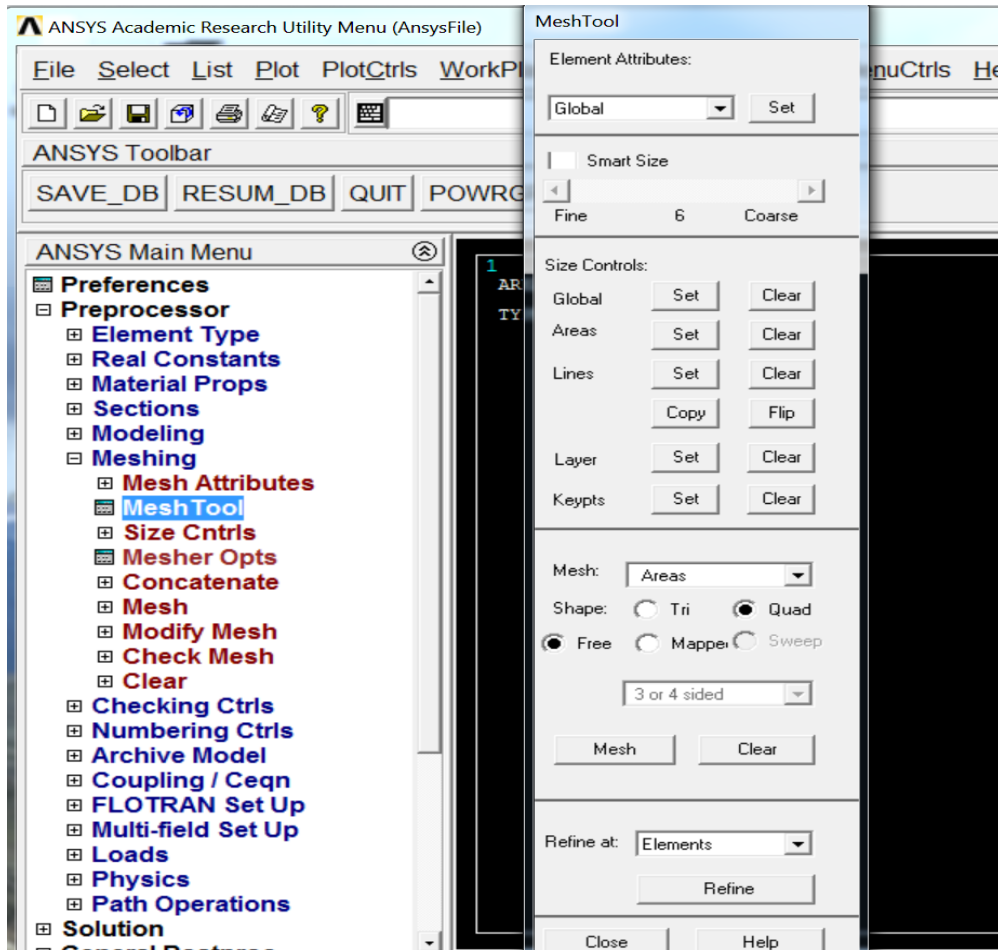 ANSYS Academic Research Utility Menu (AnsysFile)
File Select List Plot PlotCtrls WorkPl
nuCtrls He
ANSYS Toolbar
SAVE_DB RESUM_DB QUIT POWRG
ANSYS Main Menu
Preferences
Preprocessor
Element Type
Real Constants
Material Props
Sections
Modeling
Meshing
Mesh Attributes
MeshTool
Size Cntrls
Mesher Opts
Concatenate
Mesh
Modify Mesh
Check Mesh
Clear
Checking Ctrls
Numbering Ctrls
Archive Model
Coupling / Ceqn
FLOTRAN Set Up
Multi-field Set Up
Loads
Physics
Path Operations
Solution
1
AR
TY
MeshTool
Element Attributes:
Global Set
Smart Size
Fine 6 Coarse
Size Controls:
Global Set Clear
Areas Set Clear
Lines Set Clear
Copy Flip
Layer Set Clear
Keypts Set Clear
Mesh: Areas
Shape: Tri Quad
Free Mappe Sweep
3 or 4 sided
Mesh Clear
Refine at: Elements
Refine
Close Help